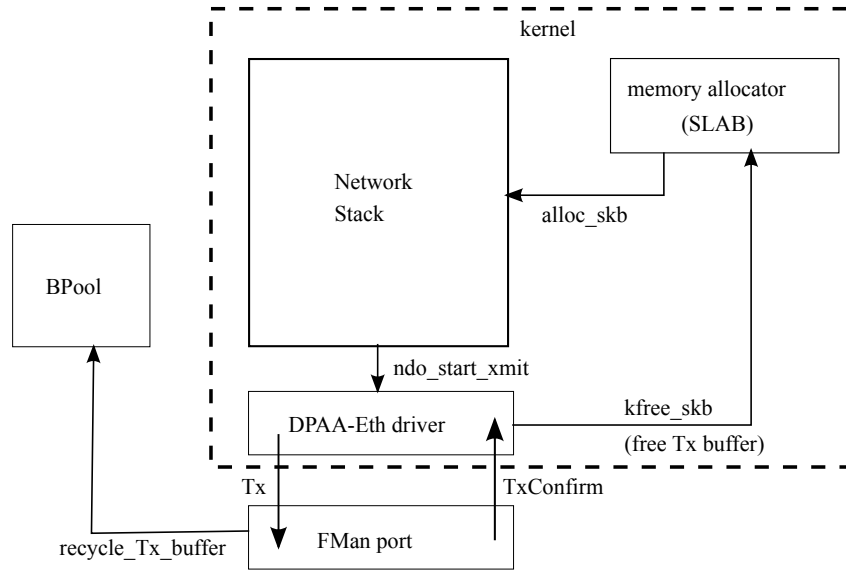 kernel
memory allocator
(SLAB)
Network
Stack
alloc_skb
BPool
ndo_start_xmit
kfree_skb
DPAA-Eth driver
(free Tx buffer)
Tx
TxConfirm
recycle_Tx_buffer
FMan port